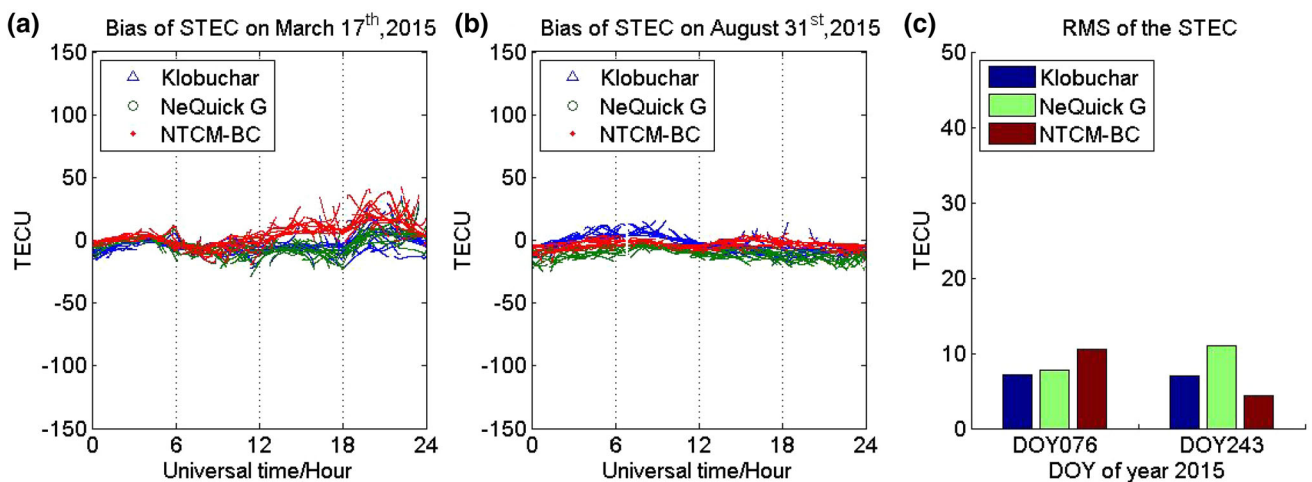 (a)
Bias of STEC on March 17th,2015
150
100
50
0
-50
-100
-150
TECU
Klobuchar
NeQuick G
NTCM-BC
0 6 12 18 24
Universal time/Hour
(b)
Bias of STEC on August 31st,2015
150
100
50
0
-50
-100
-150
TECU
Klobuchar
NeQuick G
NTCM-BC
0 6 12 18 24
Universal time/Hour
(c)
RMS of the STEC
50
40
30
20
10
0
TECU
Klobuchar
NeQuick G
NTCM-BC
DOY076 DOY243
DOY of year 2015